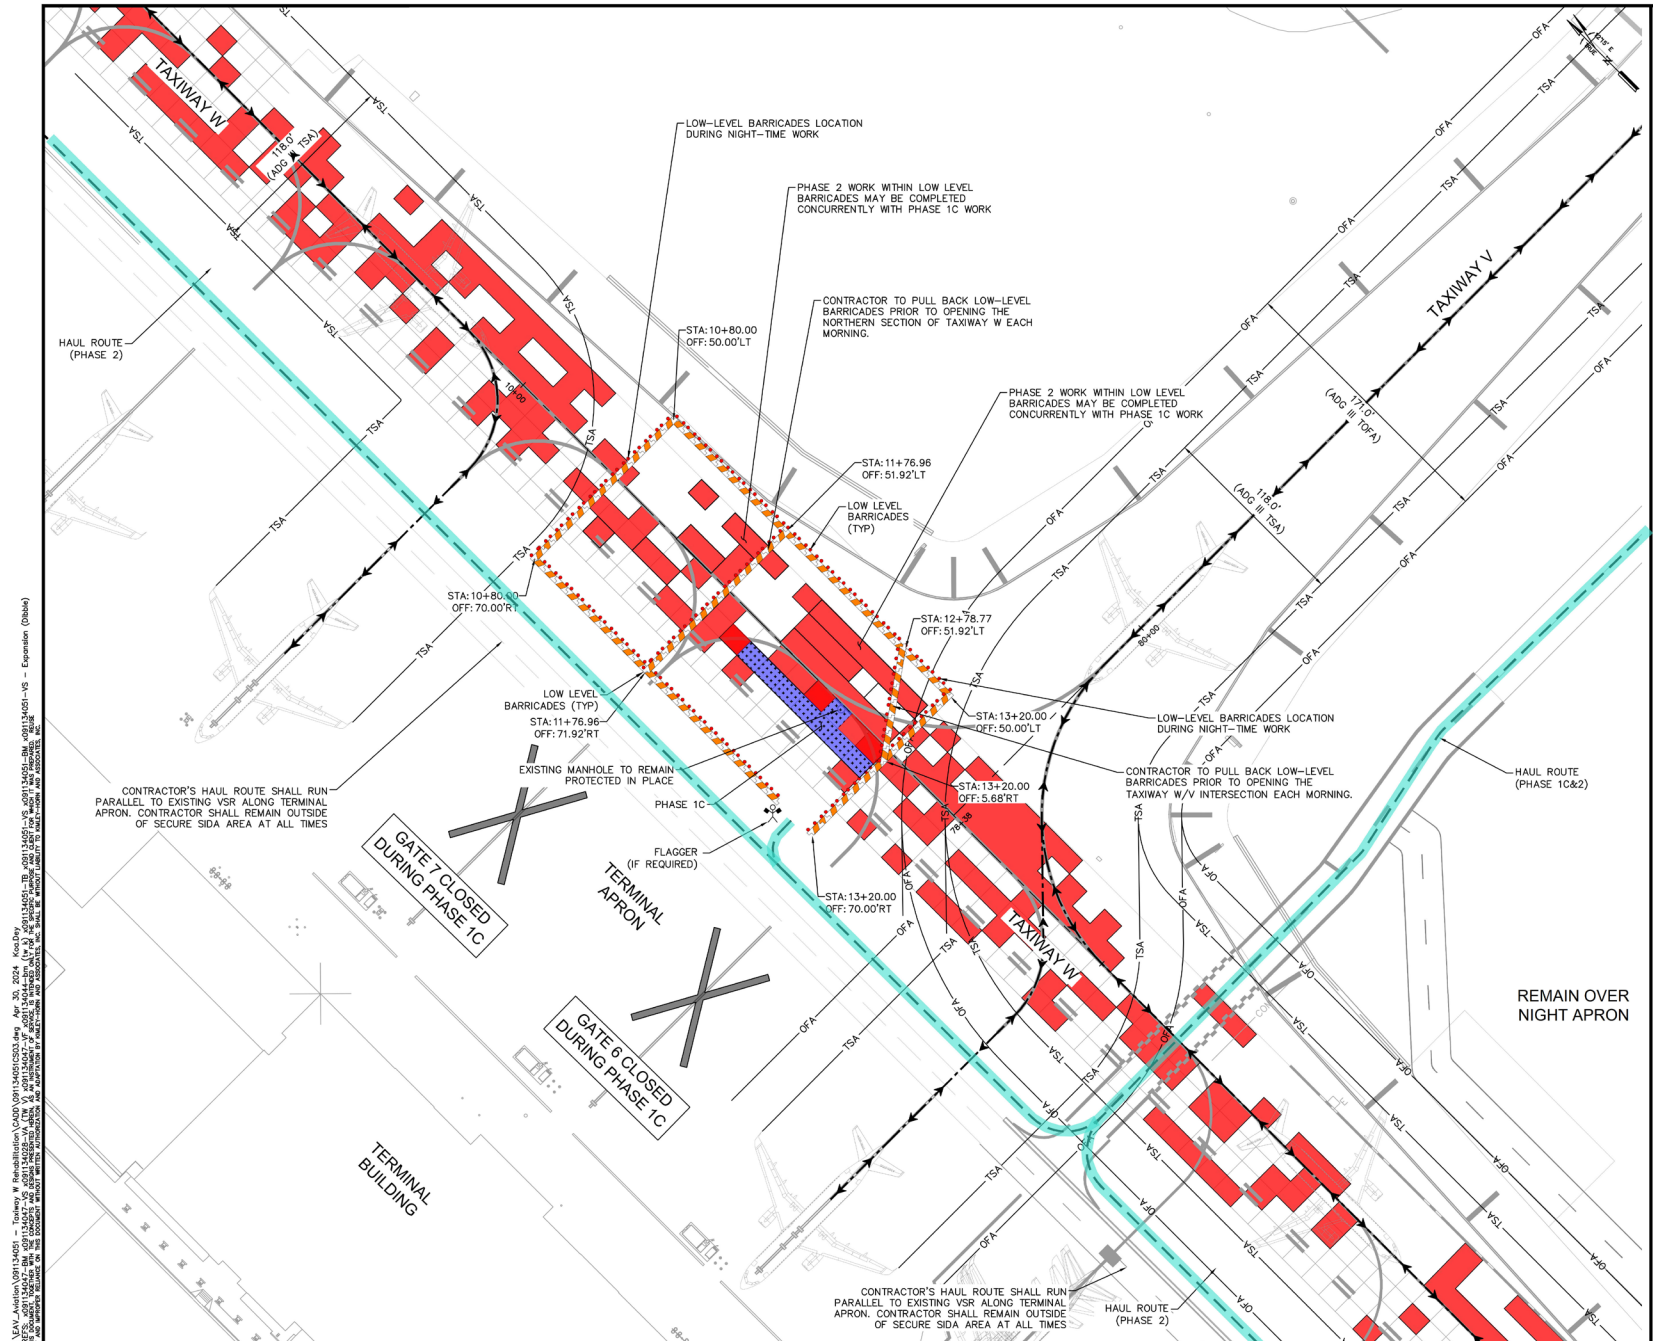 TAXIWAY W
118.0'
(ADG III TSA)
TSA
OFA
LOW-LEVEL BARRICADES LOCATION
DURING NIGHT-TIME WORK
PHASE 2 WORK WITHIN LOW LEVEL
BARRICADES MAY BE COMPLETED
CONCURRENTLY WITH PHASE 1C WORK
CONTRACTOR TO PULL BACK LOW-LEVEL
BARRICADES PRIOR TO OPENING THE
NORTHERN SECTION OF TAXIWAY W EACH
MORNING.
TAXIWAY V
HAUL ROUTE
(PHASE 2)
STA:10+80.00
OFF: 50.00'LT
10+00
PHASE 2 WORK WITHIN LOW LEVEL
BARRICADES MAY BE COMPLETED
CONCURRENTLY WITH PHASE 1C WORK
171.0'
(ADG III TOFA)
STA:11+76.96
OFF: 51.92'LT
118.0'
(ADG III TSA)
LOW LEVEL
BARRICADES
(TYP)
STA:10+80.00
OFF: 70.00'RT
STA:12+78.77
OFF: 51.92'LT
80+00
LOW LEVEL
BARRICADES (TYP)
STA:11+76.96
OFF: 71.92'RT
STA:13+20.00
OFF: 50.00'LT
LOW-LEVEL BARRICADES LOCATION
DURING NIGHT-TIME WORK
EXISTING MANHOLE TO REMAIN
PROTECTED IN PLACE
CONTRACTOR TO PULL BACK LOW-LEVEL
BARRICADES PRIOR TO OPENING THE
TAXIWAY W/V INTERSECTION EACH MORNING.
HAUL ROUTE
(PHASE 1C&2)
STA:13+20.00
OFF: 5.68'RT
78+38
CONTRACTOR'S HAUL ROUTE SHALL RUN
PARALLEL TO EXISTING VSR ALONG TERMINAL
APRON. CONTRACTOR SHALL REMAIN OUTSIDE
OF SECURE SIDA AREA AT ALL TIMES
PHASE 1C
FLAGGER
(IF REQUIRED)
GATE 7 CLOSED
DURING PHASE 1C
TERMINAL
APRON
STA:13+20.00
OFF: 70.00'RT
TAXIWAY W
REMAIN OVER
NIGHT APRON
GATE 6 CLOSED
DURING PHASE 1C
TERMINAL
BUILDING
CONTRACTOR'S HAUL ROUTE SHALL RUN
PARALLEL TO EXISTING VSR ALONG TERMINAL
APRON. CONTRACTOR SHALL REMAIN OUTSIDE
OF SECURE SIDA AREA AT ALL TIMES
HAUL ROUTE
(PHASE 2)